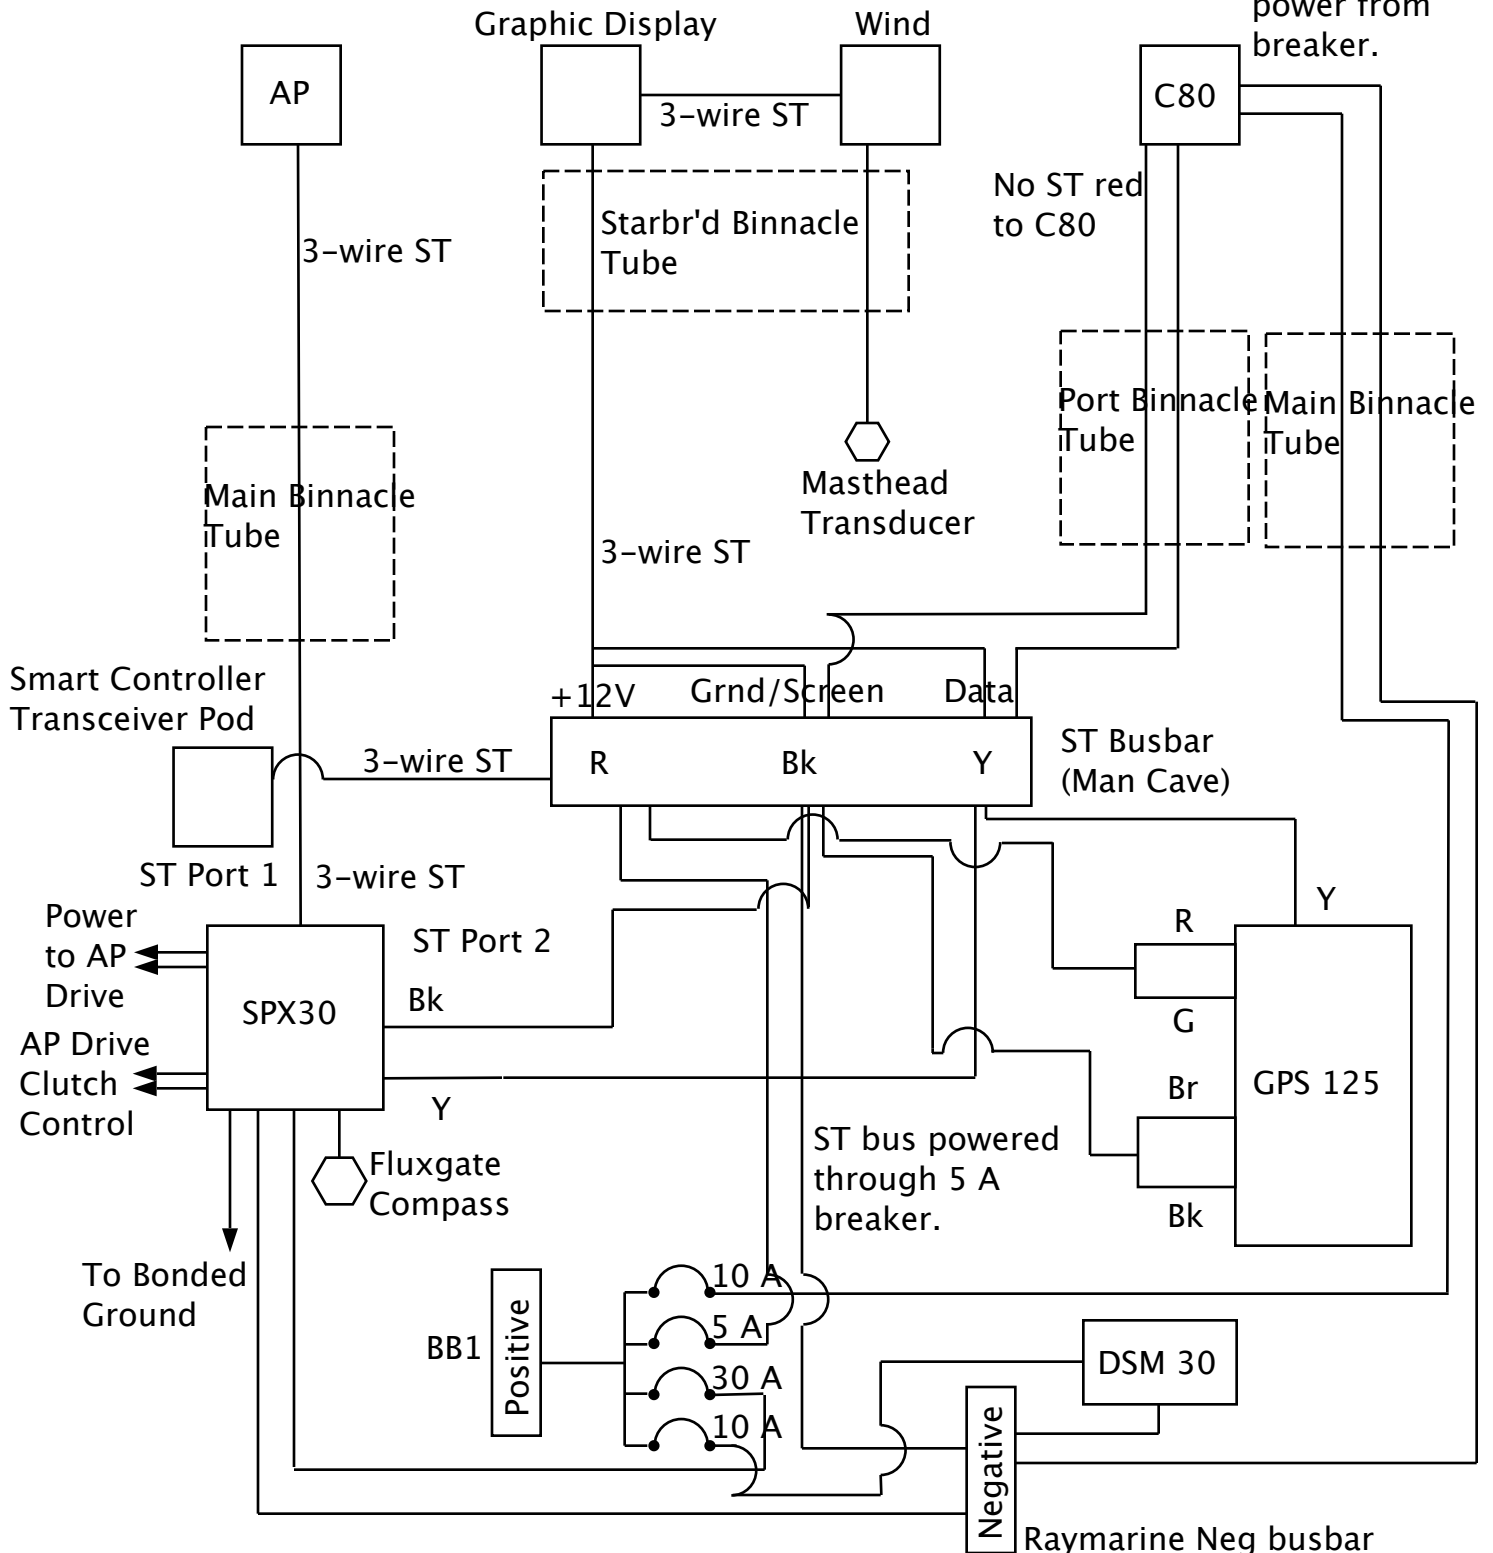 power from
breaker.
Graphic Display
Wind
AP
C80
3-wire ST
No ST red
to C80
Starbr'd Binnacle
Tube
3-wire ST
Port Binnacle
Tube
Main Binnacle
Tube
Main Binnacle
Tube
Masthead
Transducer
3-wire ST
Smart Controller
Transceiver Pod
+12V
Grnd/Screen
Data
3-wire ST
R
Bk
Y
ST Busbar
(Man Cave)
ST Port 1
3-wire ST
Power
to AP
Drive
ST Port 2
Y
R
Bk
SPX30
G
AP Drive
Clutch
Control
Br
GPS 125
Y
ST bus powered
through 5 A
breaker.
Fluxgate
Compass
Bk
To Bonded
Ground
10 A
5 A
BB1
Positive
30 A
DSM 30
10 A
Negative
Raymarine Neg busbar